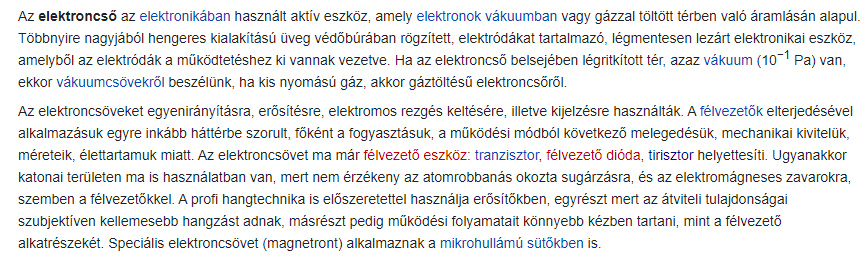 Az elektroncső az elektronikában használt aktív eszköz, amely elektronok vákuumban vagy gázzal töltött térben való áramlásán alapul.
Többnyire nagyjából hengeres kialakítású üveg védőbúrában rögzített, elektródákat tartalmazó, légmentesen lezárt elektronikai eszköz,
amelyből az elektródák a működtetéshez ki vannak vezetve. Ha az elektroncső belsejében légritkított tér, azaz vákuum (10⁻¹ Pa) van,
ekkor vákuumcsövekről beszélünk, ha kis nyomású gáz, akkor gáztöltésű elektroncsőről.
Az elektroncsöveket egyenirányításra, erősítésre, elektromos rezgés keltésére, illetve kijelzésre használták. A félvezetők elterjedésével
alkalmazásuk egyre inkább háttérbe szorult, főként a fogyasztásuk, a működési módból következő melegedésük, mechanikai kivitelük,
méreteik, élettartamuk miatt. Az elektroncsövet ma már félvezető eszköz: tranzisztor, félvezető dióda, tirisztor helyettesíti. Ugyanakkor
katonai területen ma is használatban van, mert nem érzékeny az atomrobbanás okozta sugárzásra, és az elektromágneses zavarokra,
szemben a félvezetőkkel. A profi hangtechnika is előszeretettel használja erősítőkben, egyrészt mert az átviteli tulajdonságai
szubjektíven kellemesebb hangzást adnak, másrészt pedig működési folyamatait könnyebb kézben tartani, mint a félvezető
alkatrészekét. Speciális elektroncsövet (magnetront) alkalmaznak a mikrohullámú sütőkben is.